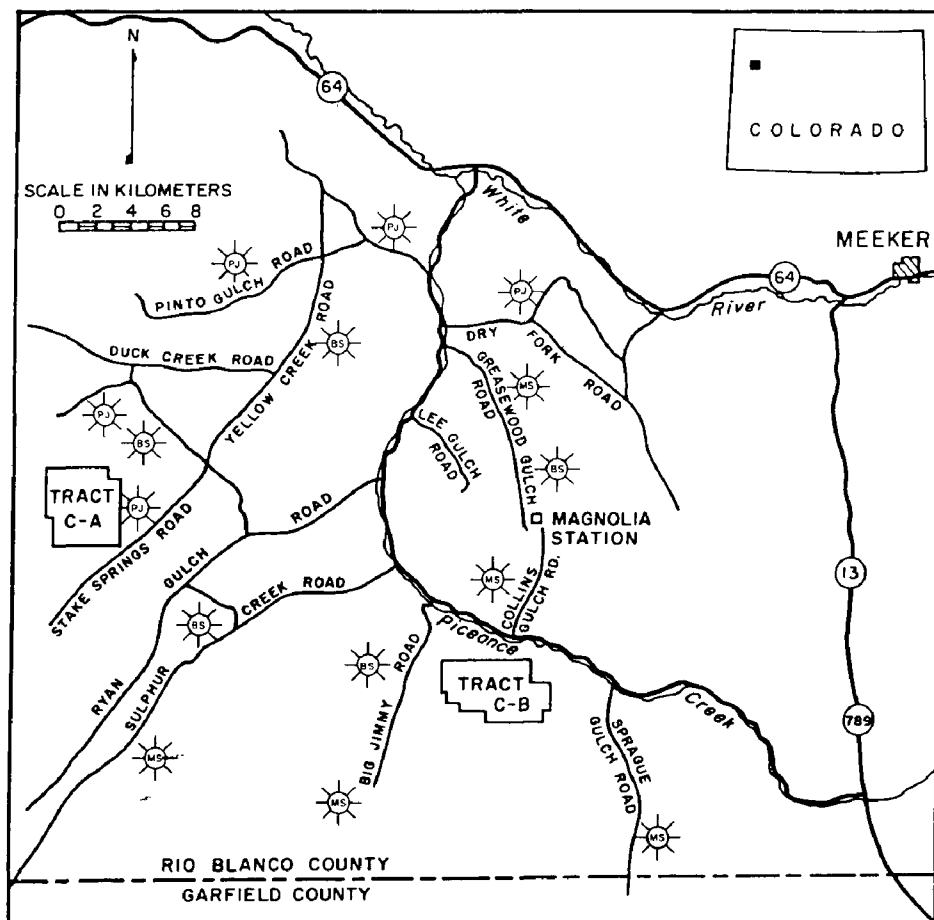 N
64
COLORADO
SCALE IN KILOMETERS
0 2 4 6 8
White
PJ
PJ
MEEKER
PINTO GULCH ROAD
64
River
PJ
DRY FORK ROAD
YELLOW CREEK ROAD
BS
DUCK CREEK ROAD
GREASEWOOD GULCH ROAD
MS
PJ
BS
LEE GULCH ROAD
BS
TRACT
C-A
PJ
MAGNOLIA
STATION
STAKE SPRINGS ROAD
RYAN GULCH ROAD
MS
COLLINS
GULCH RD.
13
SULPHUR CREEK ROAD
BS
Piceance Creek
BS
BIG JIMMY ROAD
TRACT
C-B
SPRAGUE
GULCH ROAD
789
MS
MS
MS
RIO BLANCO COUNTY
GARFIELD COUNTY